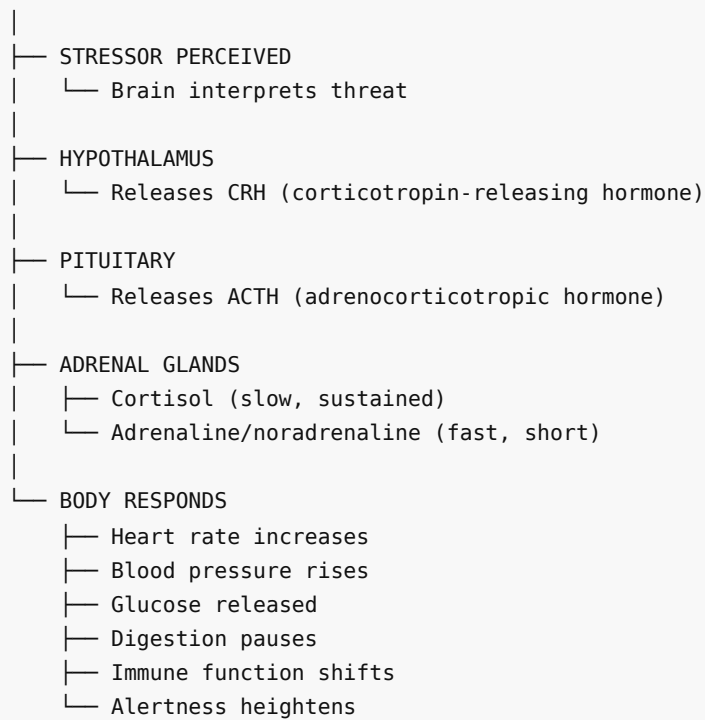 │
├── STRESSOR PERCEIVED
│   └── Brain interprets threat
│
├── HYPOTHALAMUS
│   └── Releases CRH (corticotropin-releasing hormone)
│
├── PITUITARY
│   └── Releases ACTH (adrenocorticotropic hormone)
│
├── ADRENAL GLANDS
│   ├── Cortisol (slow, sustained)
│   └── Adrenaline/noradrenaline (fast, short)
│
└── BODY RESPONDS
    ├── Heart rate increases
    ├── Blood pressure rises
    ├── Glucose released
    ├── Digestion pauses
    ├── Immune function shifts
    └── Alertness heightens